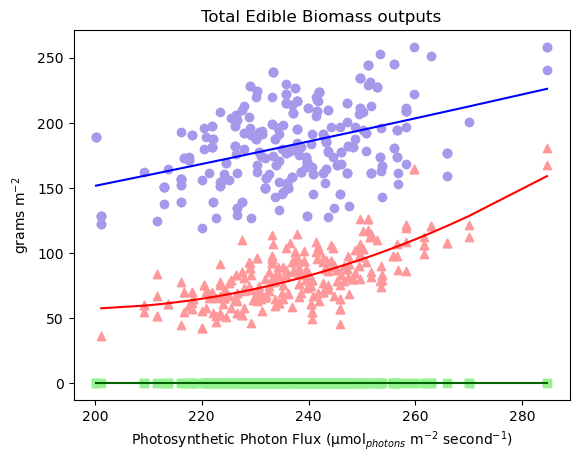 Total Edible Biomass outputs
grams m⁻²
250
200
150
100
50
0
200 220 240 260 280
Photosynthetic Photon Flux (μmol$_{photons}$ m⁻² second⁻¹)